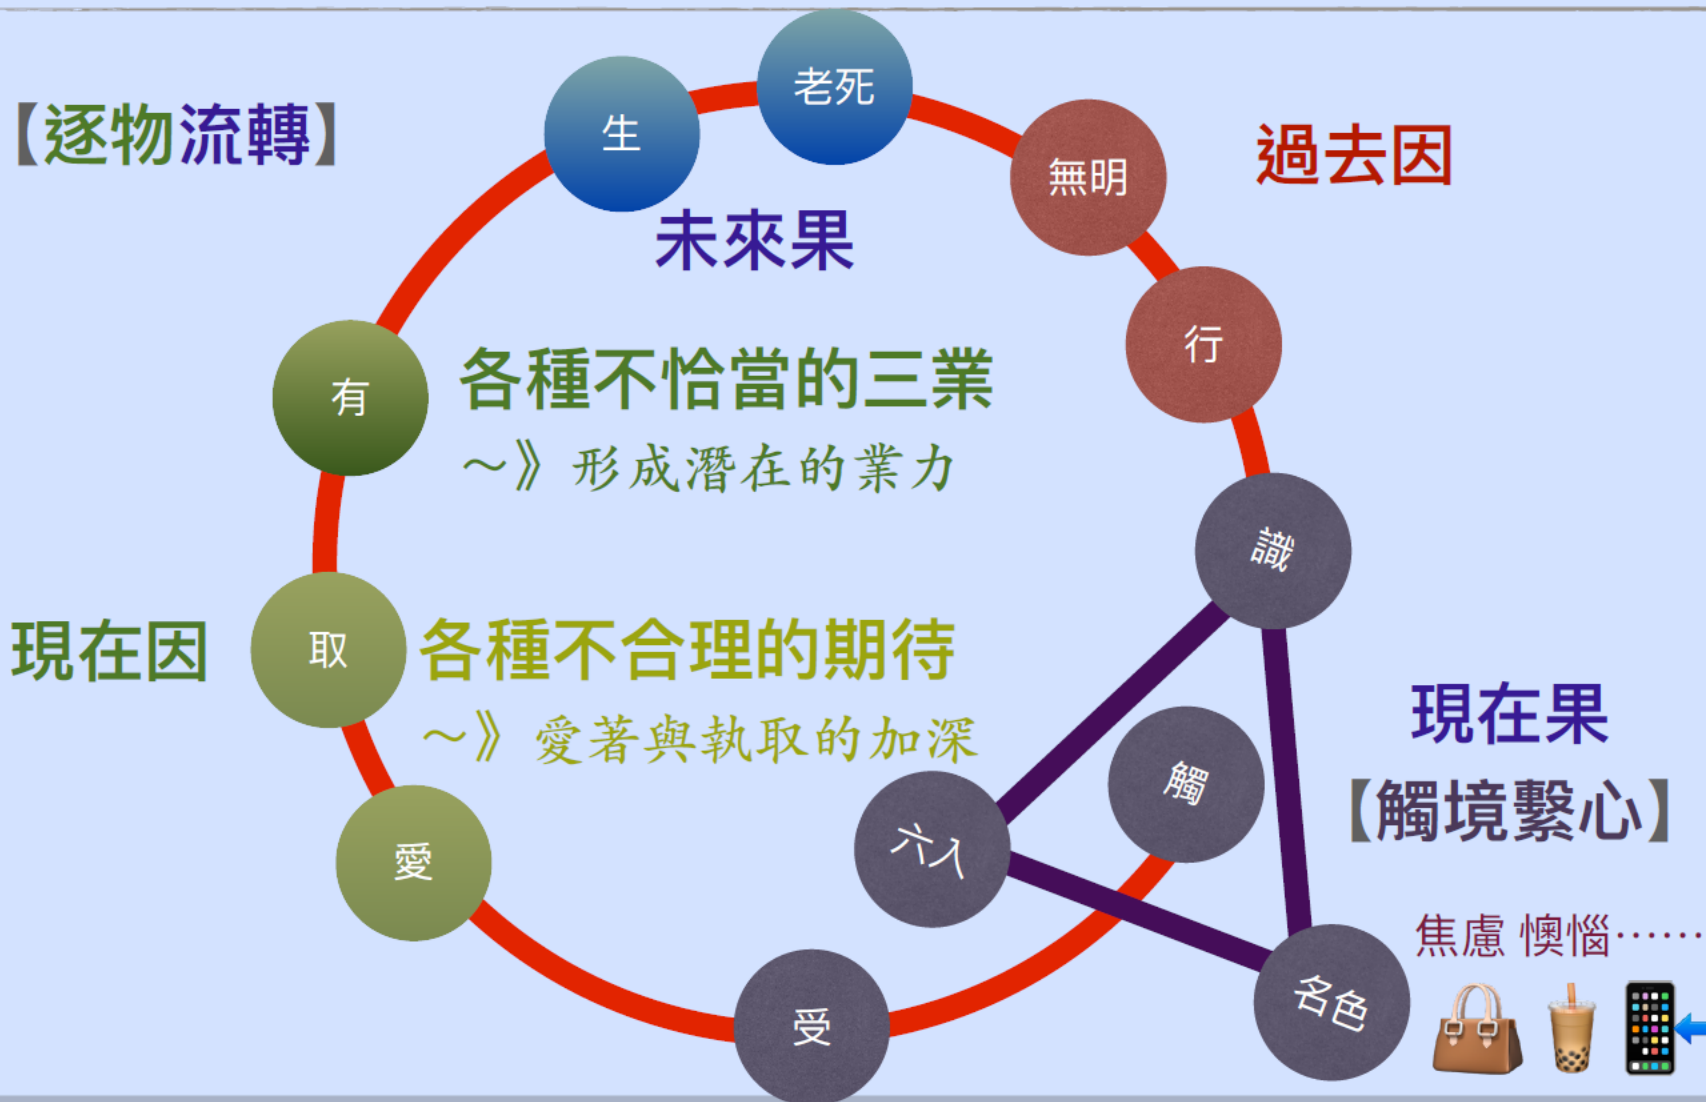 老死
生
【逐物流轉】
無明
過去因
未來果
行
有
各種不恰當的三業
～》形成潛在的業力
識
現在因
取
各種不合理的期待
～》愛著與執取的加深
現在果
觸
【觸境繫心】
六入
愛
焦慮 懊惱⋯⋯
名色
受